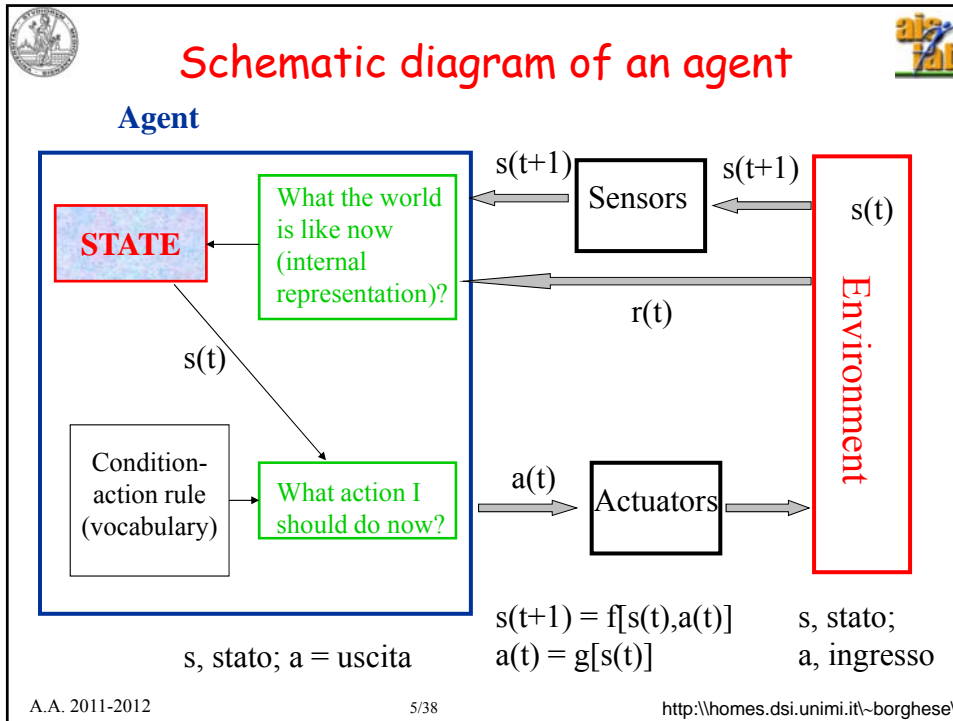 Schematic diagram of an agent
Agent
STATE
What the world
is like now
(internal
representation)?
s(t+1)
Sensors
s(t+1)
s(t)
r(t)
Environment
s(t)
Condition-
action rule
(vocabulary)
What action I
should do now?
a(t)
Actuators
s, stato; a = uscita
s(t+1) = f[s(t),a(t)]
a(t) = g[s(t)]
s, stato;
a, ingresso
A.A. 2011-2012
5/38
http:\\homes.dsi.unimi.it\~borghese\